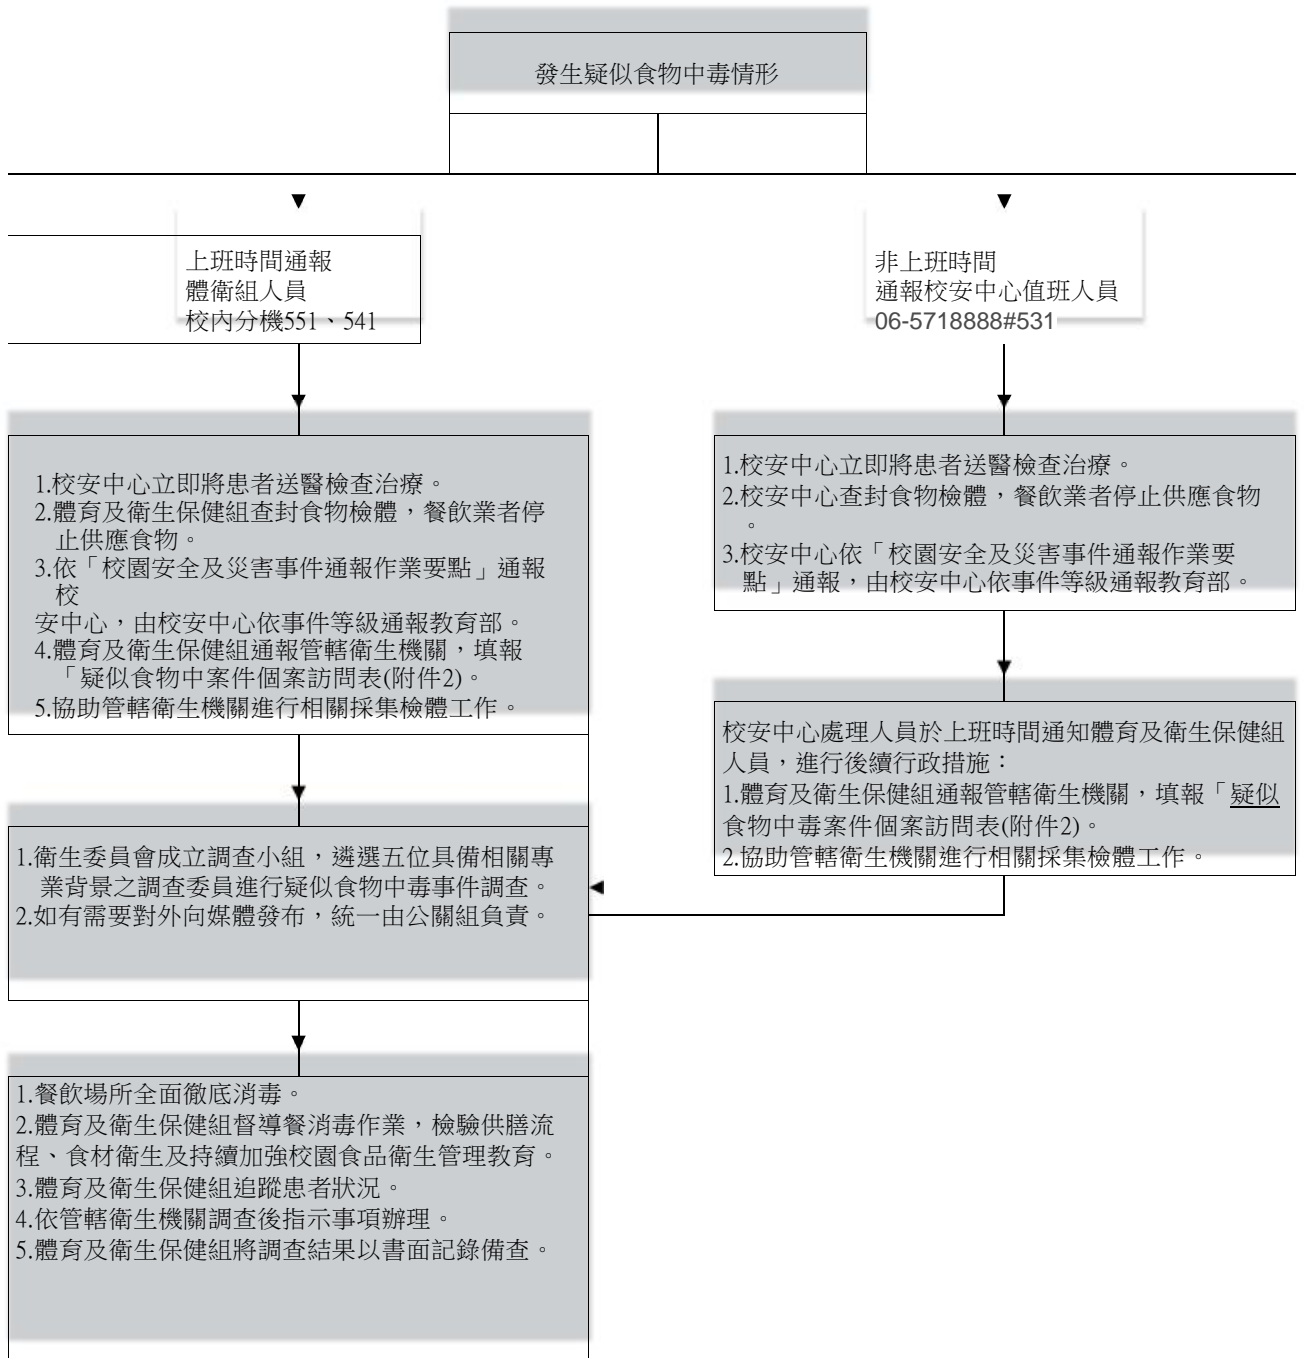 發生疑似食物中毒情形
上班時間通報
體衛組人員
校內分機551、541
非上班時間
通報校安中心值班人員
06-5718888#531
1.校安中心立即將患者送醫檢查治療。
2.體育及衛生保健組查封食物檢體，餐飲業者停
止供應食物。
3.依「校園安全及災害事件通報作業要點」通報
校
安中心，由校安中心依事件等級通報教育部。
4.體育及衛生保健組通報管轄衛生機關，填報
「疑似食物中案件個案訪問表(附件2)。
5.協助管轄衛生機關進行相關採集檢體工作。
1.校安中心立即將患者送醫檢查治療。
2.校安中心查封食物檢體，餐飲業者停止供應食物
。
3.校安中心依「校園安全及災害事件通報作業要
點」通報，由校安中心依事件等級通報教育部。
校安中心處理人員於上班時間通知體育及衛生保健組
人員，進行後續行政措施：
1.體育及衛生保健組通報管轄衛生機關，填報「疑似
食物中毒案件個案訪問表(附件2)。
2.協助管轄衛生機關進行相關採集檢體工作。
1.衛生委員會成立調查小組，遴選五位具備相關專
業背景之調查委員進行疑似食物中毒事件調查。
2.如有需要對外向媒體發布，統一由公關組負責。
1.餐飲場所全面徹底消毒。
2.體育及衛生保健組督導餐消毒作業，檢驗供膳流
程、食材衛生及持續加強校園食品衛生管理教育。
3.體育及衛生保健組追蹤患者狀況。
4.依管轄衛生機關調查後指示事項辦理。
5.體育及衛生保健組將調查結果以書面記錄備查。